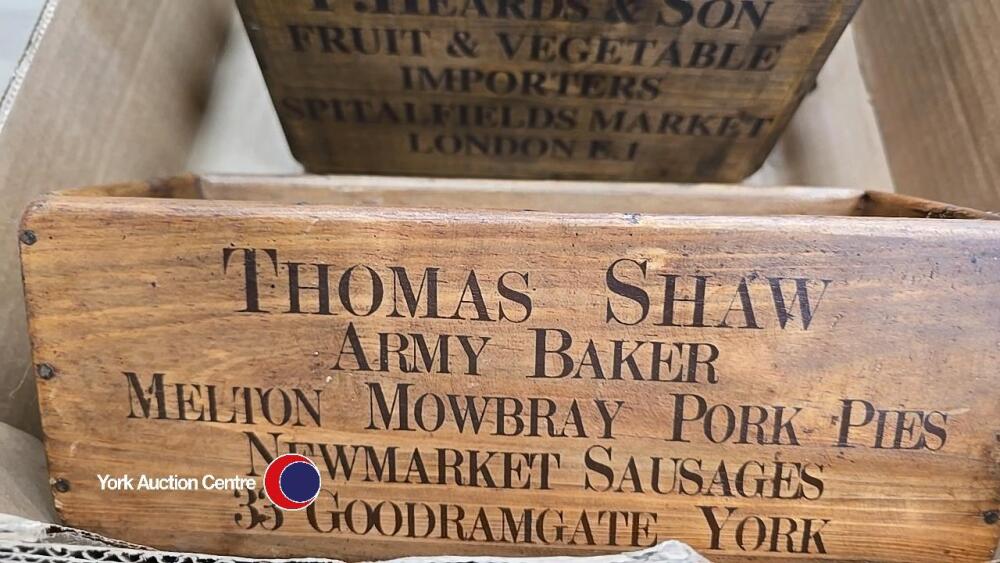 F. HEARDS & SON
FRUIT & VEGETABLE
IMPORTERS
SPITALFIELDS MARKET
LONDON E.1
THOMAS SHAW
ARMY BAKER
MELTON MOWBRAY PORK PIES
NEWMARKET SAUSAGES
33 GOODRAMGATE YORK
York Auction Centre